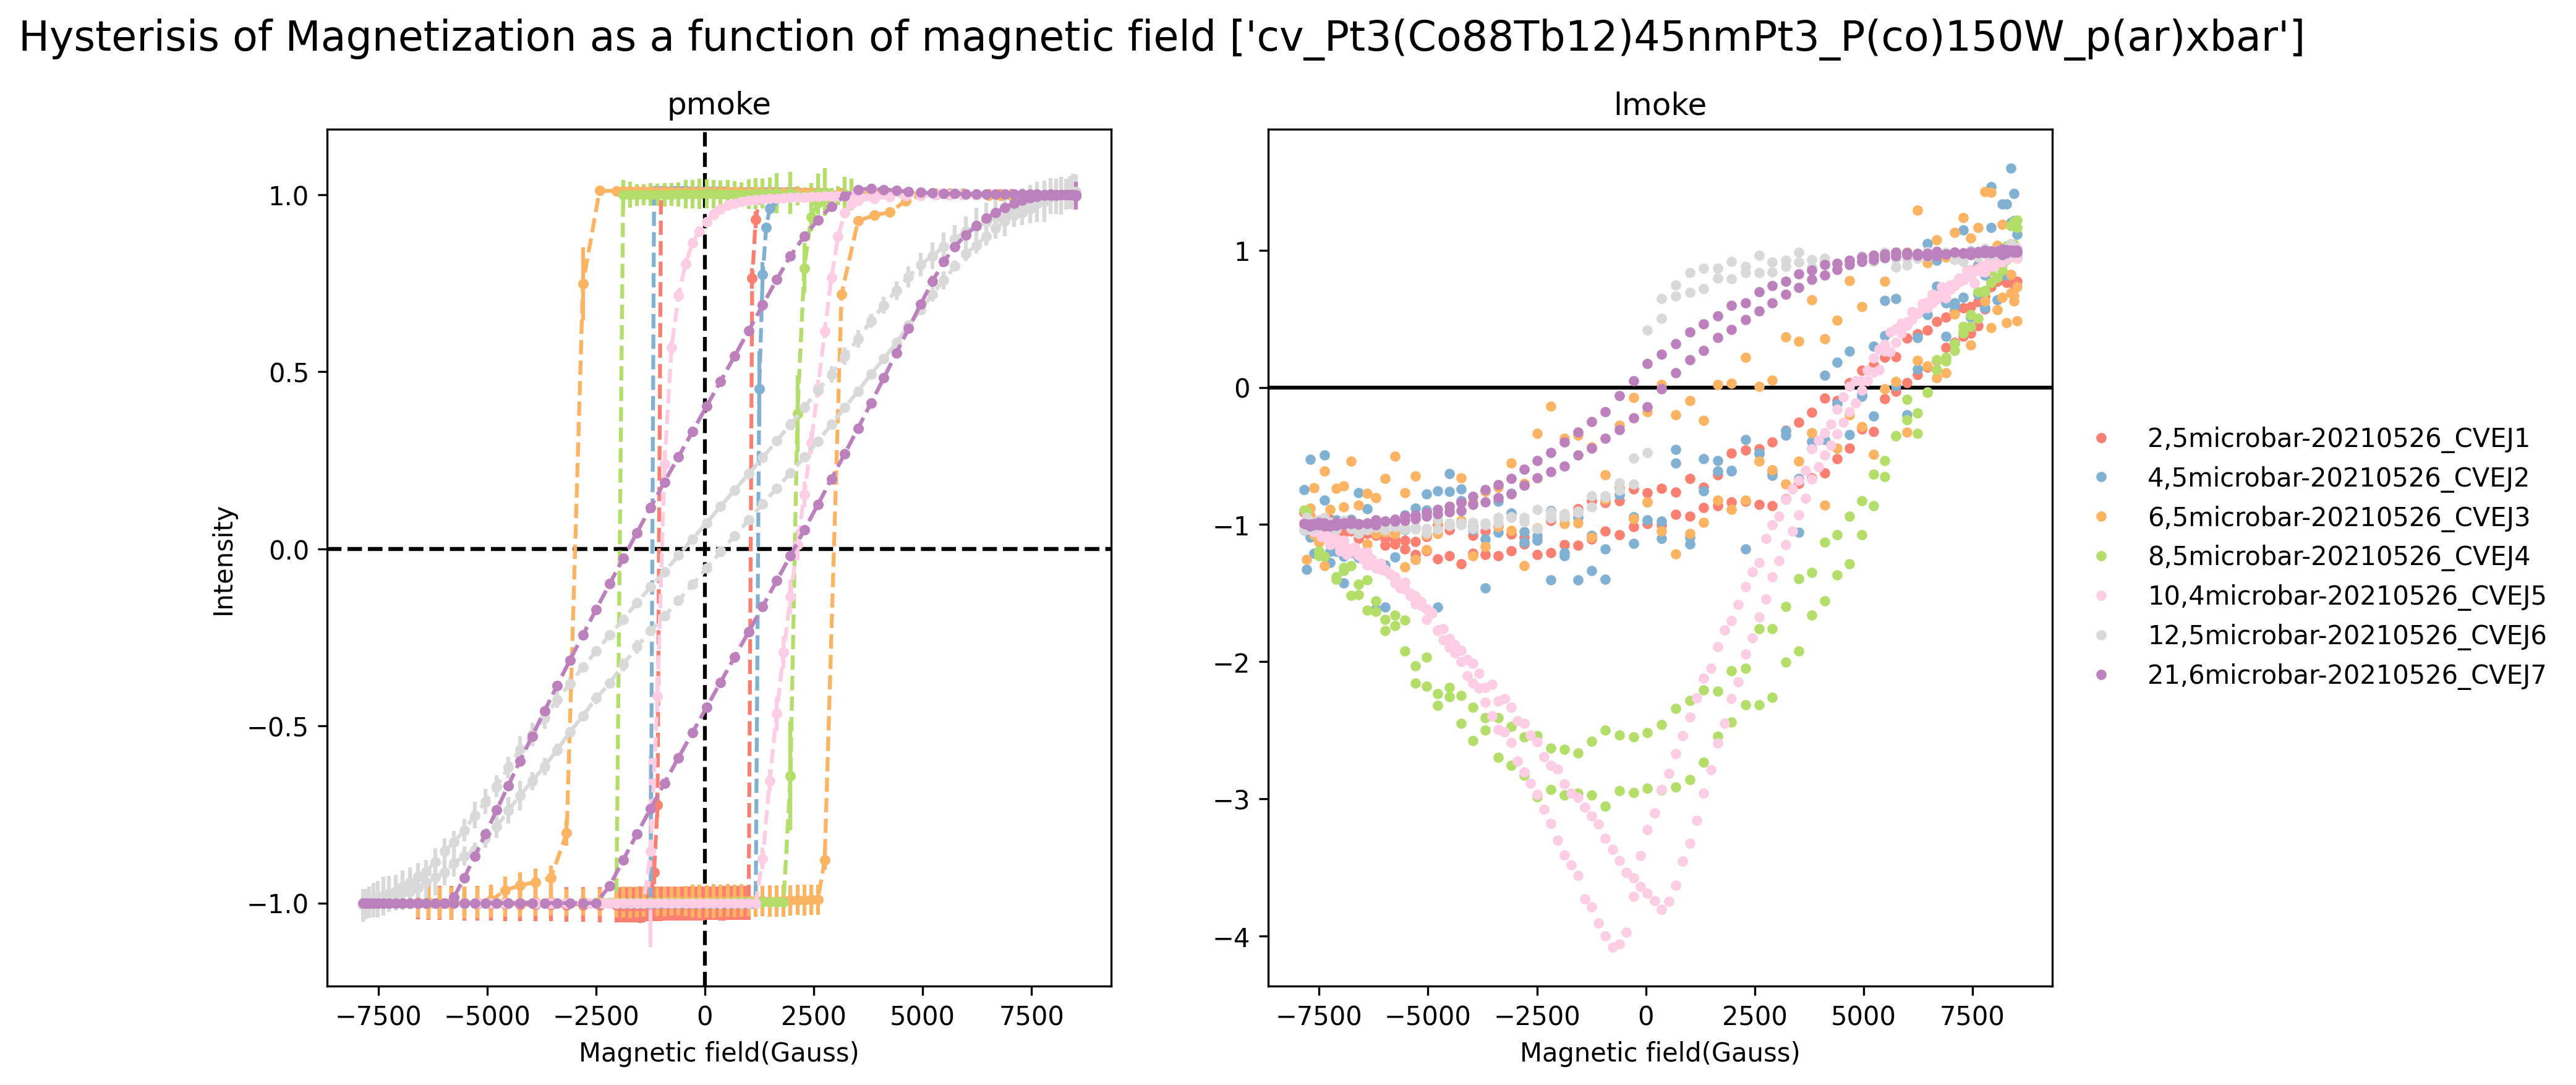 Hysterisis of Magnetization as a function of magnetic field ['cv_Pt3(Co88Tb12)45nmPt3_P(co)150W_p(ar)xbar']
pmoke
Intensity
1.0
0.5
0.0
−0.5
−1.0
−7500 −5000 −2500 0 2500 5000 7500
Magnetic field(Gauss)
lmoke
1
0
−1
−2
−3
−4
−7500 −5000 −2500 0 2500 5000 7500
Magnetic field(Gauss)
2,5microbar-20210526_CVEJ1
4,5microbar-20210526_CVEJ2
6,5microbar-20210526_CVEJ3
8,5microbar-20210526_CVEJ4
10,4microbar-20210526_CVEJ5
12,5microbar-20210526_CVEJ6
21,6microbar-20210526_CVEJ7